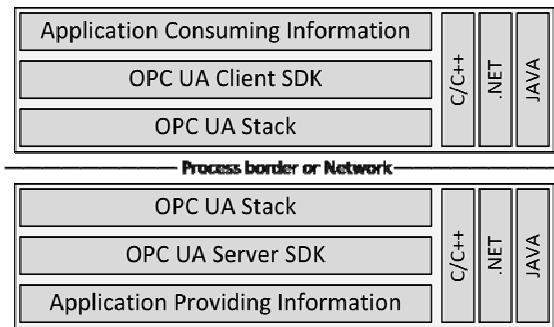 Application Consuming Information
OPC UA Client SDK
OPC UA Stack
C/C++
.NET
JAVA
Process border or Network
OPC UA Stack
OPC UA Server SDK
Application Providing Information
C/C++
.NET
JAVA